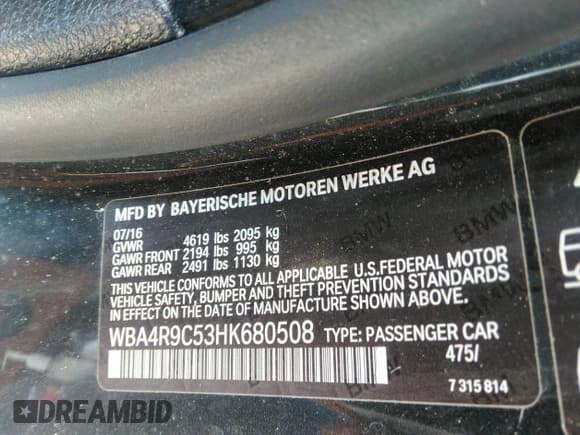 MFD BY BAYERISCHE MOTOREN WERKE AG
07/16
GVWR 4619 lbs 2095 kg
GAWR FRONT 2194 lbs 995 kg
GAWR REAR 2491 lbs 1130 kg
THIS VEHICLE CONFORMS TO ALL APPLICABLE U.S.FEDERAL MOTOR
VEHICLE SAFETY, BUMPER AND THEFT PREVENTION STANDARDS
IN EFFECT ON THE DATE OF MANUFACTURE SHOWN ABOVE.
WBA4R9C53HK680508 TYPE: PASSENGER CAR
475/
7 315 814
BMW
BMW
DREAMBID